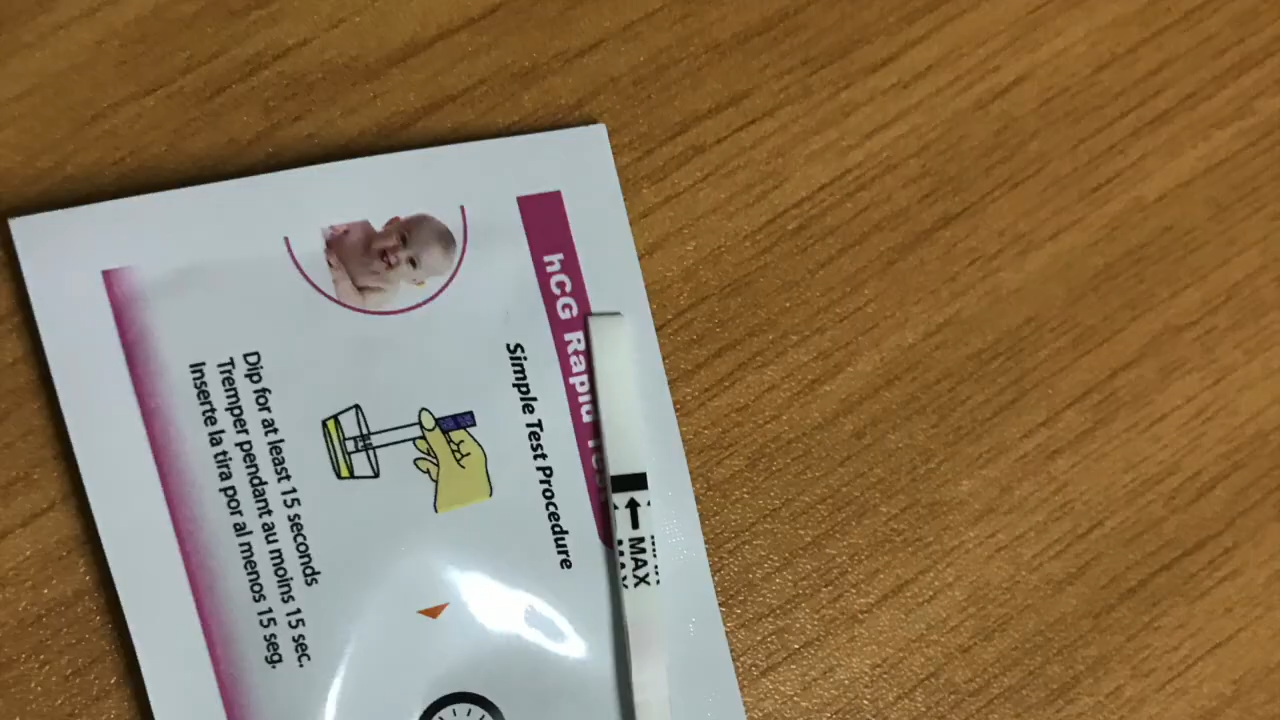 hCG Rapid Test
Simple Test Procedure
Dip for at least 15 seconds
Tremper pendant au moins 15 sec.
Inserte la tira por al menos 15 seg.
MAX